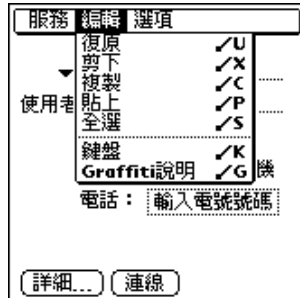 服務 編輯 選項
復原 ／U
剪下 ／X
複製 ／C
使用者 貼上 ／P
全選 ／S
鍵盤 ／K
Graffiti說明 ／G 機
電話： 輸入電號號碼
詳細... 連線